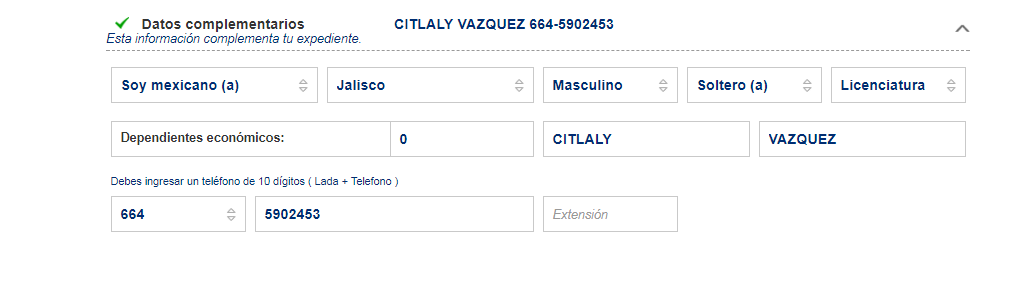 Datos complementarios CITLALY VAZQUEZ 664-5902453
Esta información complementa tu expediente.
Soy mexicano (a) Jalisco Masculino Soltero (a) Licenciatura
Dependientes económicos: 0 CITLALY VAZQUEZ
Debes ingresar un teléfono de 10 dígitos ( Lada + Telefono )
664 5902453 Extensión